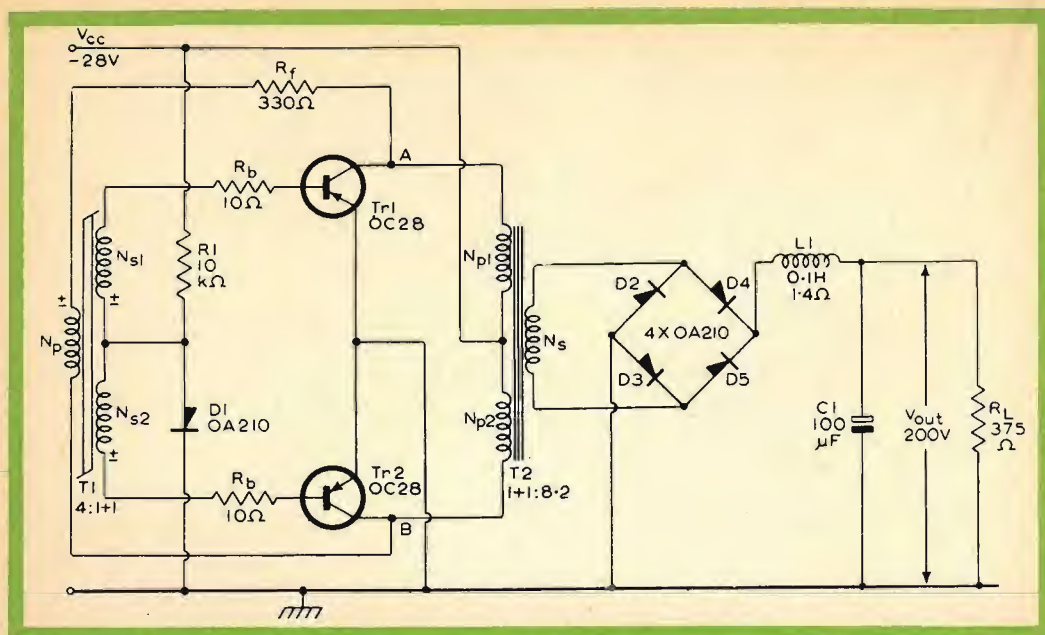 Vcc
-28V
Rf
330Ω
A
Rb
10Ω
Tr1
OC28
Ns1
R1
10
kΩ
Np1
±
±
Np
Ns2
D1
OA210
Np2
±
T1
4:1+1
Rb
10Ω
Tr2
OC28
B
T2
1+1:8·2
Ns
D2
D4
4 X OA210
D3
D5
L1
0·1H
1·4Ω
C1
100
µF
Vout
200V
RL
375
Ω